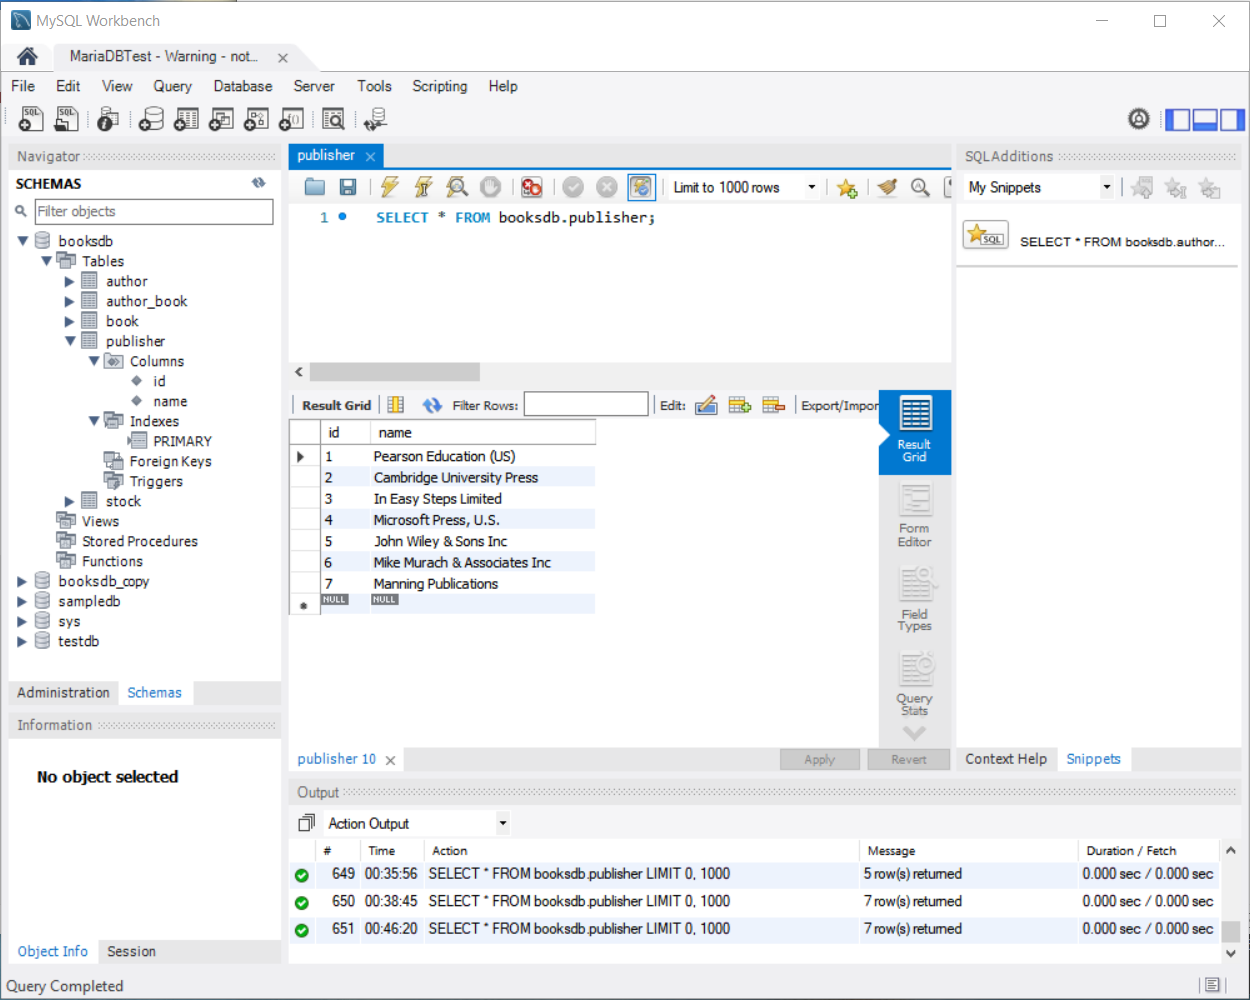 MySQL Workbench
MariaDBTest - Warning - not...
File Edit View Query Database Server Tools Scripting Help
Navigator
SCHEMAS
Filter objects
booksdb
Tables
author
author_book
book
publisher
Columns
id
name
Indexes
PRIMARY
Foreign Keys
Triggers
stock
Views
Stored Procedures
Functions
booksdb_copy
sampledb
sys
testdb
Administration Schemas
Information
No object selected
Object Info Session
publisher
Limit to 1000 rows
1 SELECT * FROM booksdb.publisher;
Result Grid Filter Rows: Edit: Export/Impor
id name
1 Pearson Education (US)
2 Cambridge University Press
3 In Easy Steps Limited
4 Microsoft Press, U.S.
5 John Wiley & Sons Inc
6 Mike Murach & Associates Inc
7 Manning Publications
NULL NULL
Result
Grid
Form
Editor
Field
Types
Query
Stats
publisher 10 Apply Revert
SQLAdditions
My Snippets
SQL SELECT * FROM booksdb.author...
Context Help Snippets
Output
Action Output
# Time Action Message Duration / Fetch
649 00:35:56 SELECT * FROM booksdb.publisher LIMIT 0, 1000 5 row(s) returned 0.000 sec / 0.000 sec
650 00:38:45 SELECT * FROM booksdb.publisher LIMIT 0, 1000 7 row(s) returned 0.000 sec / 0.000 sec
651 00:46:20 SELECT * FROM booksdb.publisher LIMIT 0, 1000 7 row(s) returned 0.000 sec / 0.000 sec
Query Completed